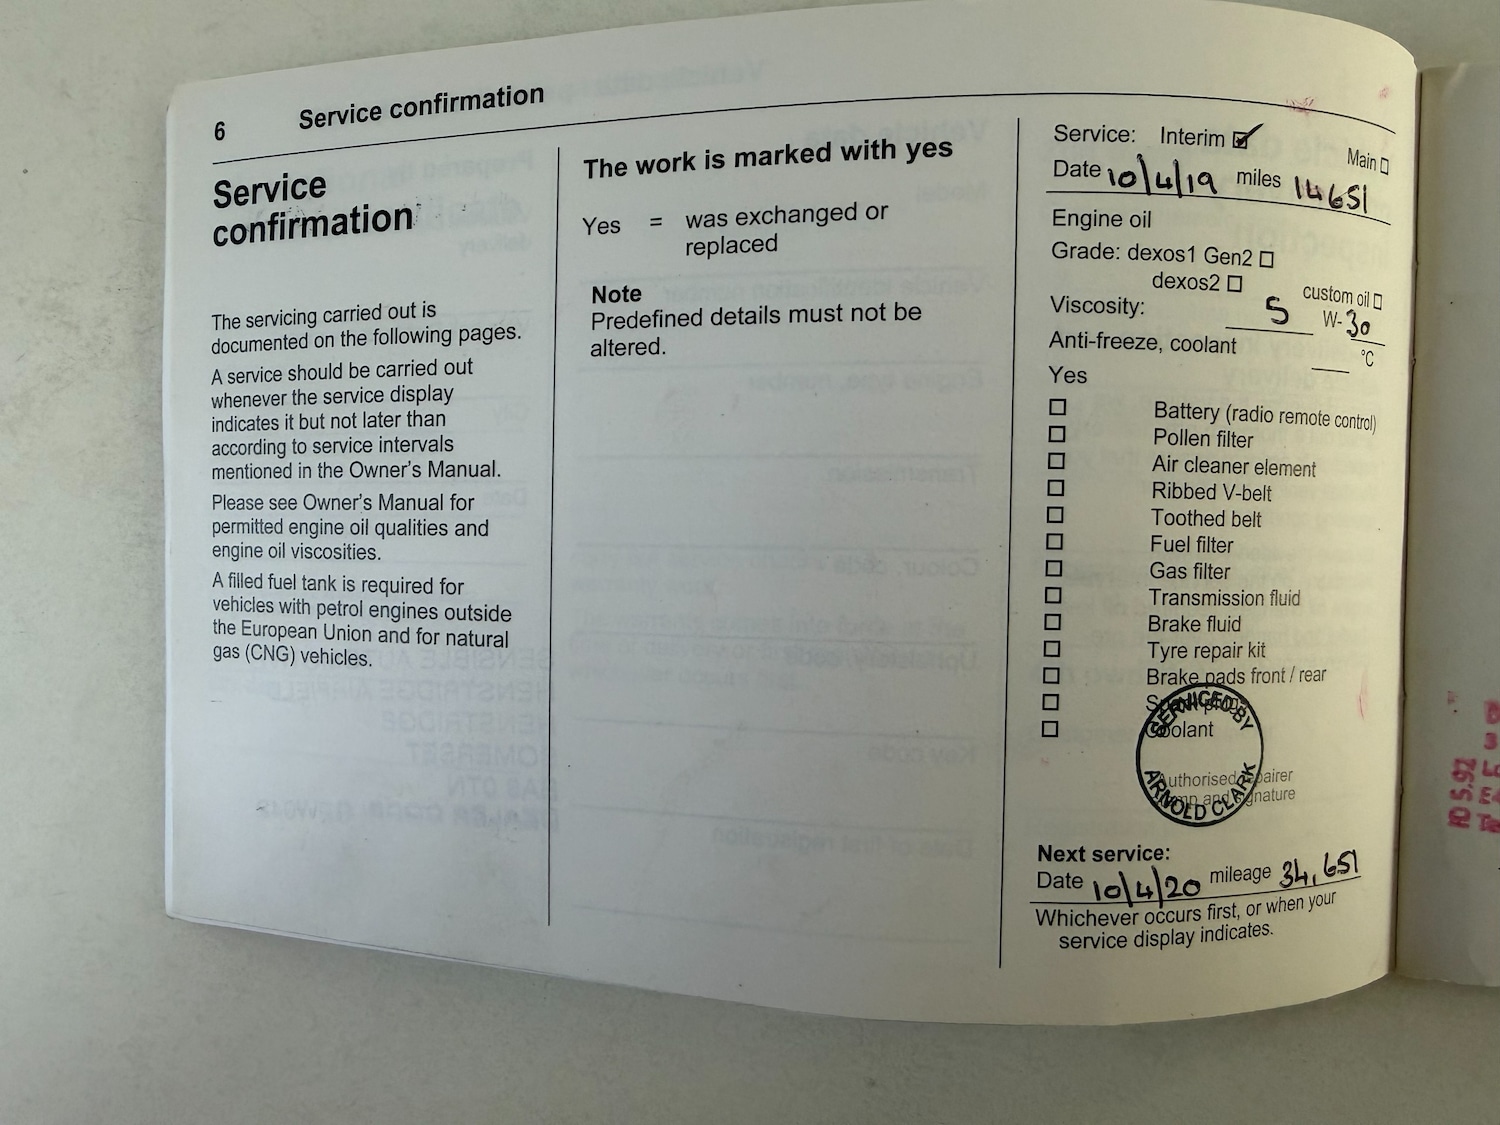 6 Service confirmation
Service
confirmation
The servicing carried out is
documented on the following pages.
A service should be carried out
whenever the service display
indicates it but not later than
according to service intervals
mentioned in the Owner's Manual.
Please see Owner's Manual for
permitted engine oil qualities and
engine oil viscosities.
A filled fuel tank is required for
vehicles with petrol engines outside
the European Union and for natural
gas (CNG) vehicles.
The work is marked with yes
Yes = was exchanged or
replaced
Note
Predefined details must not be
altered.
Service: Interim Main
Date 10/4/19 miles 14651
Engine oil
Grade: dexos1 Gen2
dexos2 custom oil
Viscosity: 5 W-30
Anti-freeze, coolant °C
Yes
Battery (radio remote control)
Pollen filter
Air cleaner element
Ribbed V-belt
Toothed belt
Fuel filter
Gas filter
Transmission fluid
Brake fluid
Tyre repair kit
Brake pads front / rear
Coolant
SERVICED BY
ARNOLD CLARK
Authorised
and signature
Next service:
Date 10/4/20 mileage 34,651
Whichever occurs first, or when your
service display indicates.